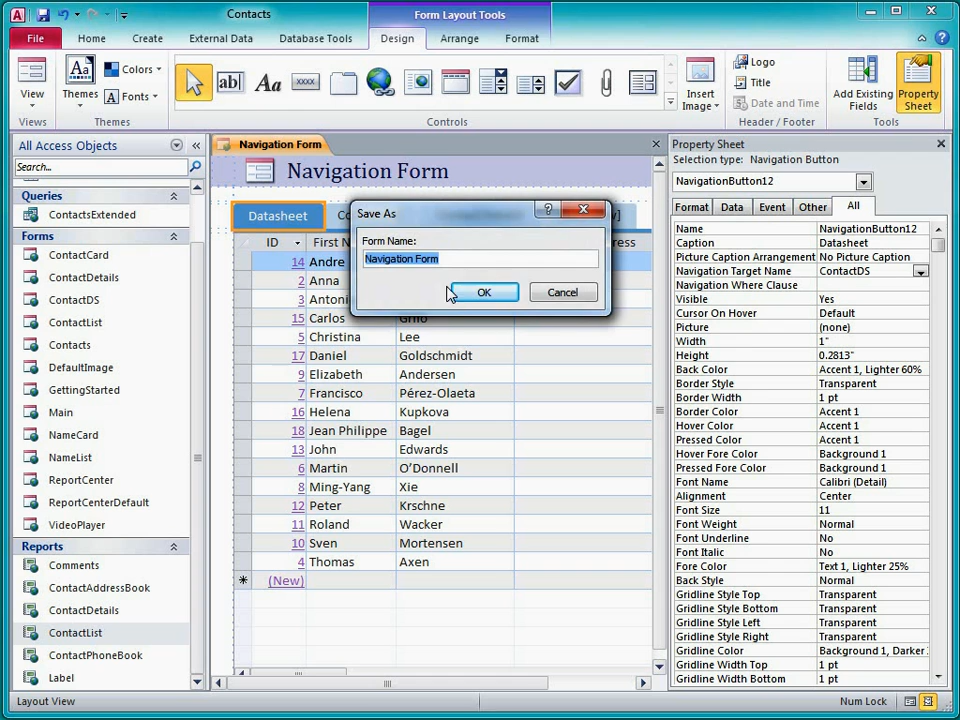 Contacts
Form Layout Tools
File Home Create External Data Database Tools Design Arrange Format
View
Themes
Colors
Fonts
Aa
ab|
Aa
xxxx
Insert Image
Logo
Title
Date and Time
Add Existing Fields
Property Sheet
Views Themes Controls Header / Footer Tools
All Access Objects
Search...
Queries
ContactsExtended
Forms
ContactCard
ContactDetails
ContactDS
ContactList
Contacts
DefaultImage
GettingStarted
Main
NameCard
NameList
ReportCenter
ReportCenterDefault
VideoPlayer
Reports
Comments
ContactAddressBook
ContactDetails
ContactList
ContactPhoneBook
Label
Navigation Form
Navigation Form
Datasheet
ID First N
14 Andre
2 Anna
3 Antoni
15 Carlos Grilo
5 Christina Lee
17 Daniel Goldschmidt
9 Elizabeth Andersen
7 Francisco Pérez-Olaeta
16 Helena Kupkova
18 Jean Philippe Bagel
13 John Edwards
6 Martin O'Donnell
8 Ming-Yang Xie
12 Peter Krschne
11 Roland Wacker
10 Sven Mortensen
4 Thomas Axen
* (New)
Save As
Form Name:
Navigation Form
OK Cancel
Property Sheet
Selection type: Navigation Button
NavigationButton12
Format Data Event Other All
Name NavigationButton12
Caption Datasheet
Picture Caption Arrangement No Picture Caption
Navigation Target Name ContactDS
Navigation Where Clause
Visible Yes
Cursor On Hover Default
Picture (none)
Width 1"
Height 0.2813"
Back Color Accent 1, Lighter 60%
Border Style Transparent
Border Width 1 pt
Border Color Accent 1
Hover Color Accent 1
Pressed Color Accent 1
Hover Fore Color Background 1
Pressed Fore Color Background 1
Font Name Calibri (Detail)
Alignment Center
Font Size 11
Font Weight Normal
Font Underline No
Font Italic No
Fore Color Text 1, Lighter 25%
Back Style Normal
Gridline Style Top Transparent
Gridline Style Bottom Transparent
Gridline Style Left Transparent
Gridline Style Right Transparent
Gridline Color Background 1, Darker
Gridline Width Top 1 pt
Gridline Width Bottom 1 pt
Layout View
Num Lock